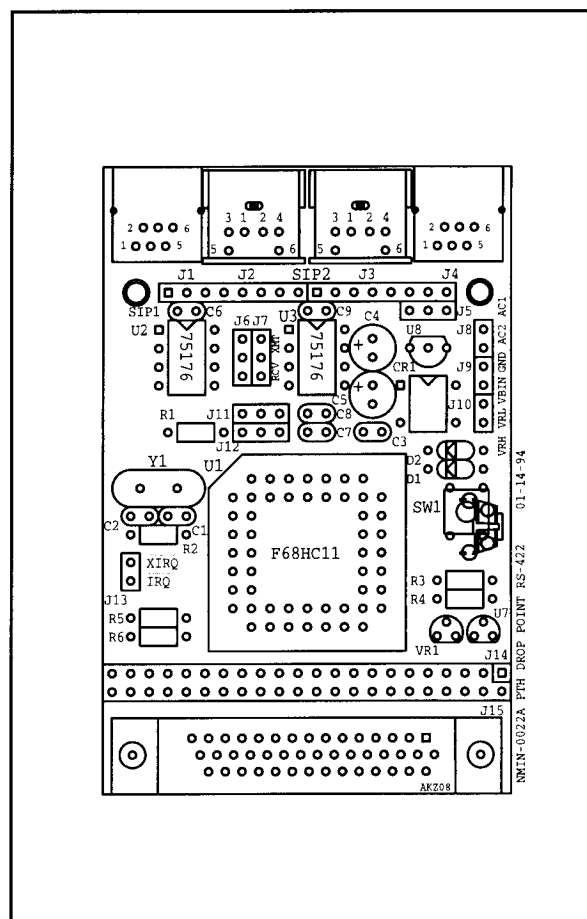 2 2 6
1 3 5
3 1 2 4
5 6
3 1 2 4
5 6
2 2 6
1 3 5
J1 J2 SIP2 J3 J4
SIP1 C6 C9 C4 J5
U2 75176 J6 J7 U3 75176 U8 J8
XMT
RCV
+
+
C5 CR1 J9
AC1
AC2
GND
VBIN
VRL
VRH
R1 J11 C8 J10
J12 C7 C3
Y1 U1 D2
D1
C2 C1 SW1
R2
F68HC11
XIRQ
IRQ
J13
R3
R4
R5
R6
U7
VR1
J14
J15
AKZ08
NMIN-0022A PTH DROP POINT RS-422 01-14-94